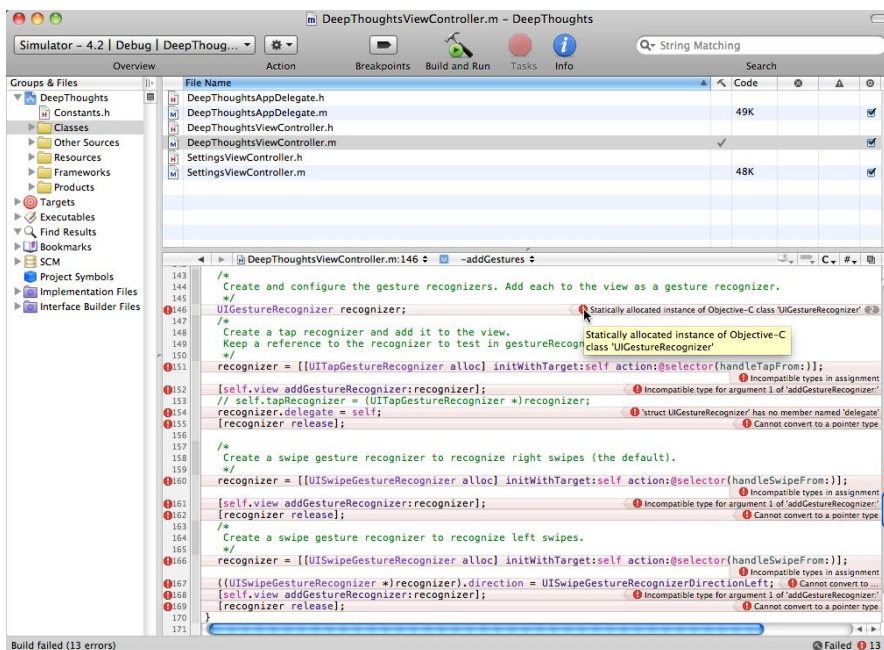 DeepThoughtsViewController.m – DeepThoughts
Simulator – 4.2 | Debug | DeepThoug...
String Matching
Overview
Action
Breakpoints
Build and Run
Tasks
Info
Search
Groups & Files
DeepThoughts
Constants.h
Classes
Other Sources
Resources
Frameworks
Products
Targets
Executables
Find Results
Bookmarks
SCM
Project Symbols
Implementation Files
Interface Builder Files
File Name
Code
DeepThoughtsAppDelegate.h
DeepThoughtsAppDelegate.m
49K
DeepThoughtsViewController.h
DeepThoughtsViewController.m
SettingsViewController.h
SettingsViewController.m
48K
DeepThoughtsViewController.m:146
-addGestures
C
#
143 /*
144 Create and configure the gesture recognizers. Add each to the view as a gesture recognizer.
145 */
146 UIGestureRecognizer recognizer;
Statically allocated instance of Objective-C class 'UIGestureRecognizer' 2
Statically allocated instance of Objective-C
class 'UIGestureRecognizer'
147 /*
148 Create a tap recognizer and add it to the view.
149 Keep a reference to the recognizer to test in gestureRecog
150 */
151 recognizer = [[UITapGestureRecognizer alloc] initWithTarget:self action:@selector(handleTapFrom:)];
Incompatible types in assignment
152 [self.view addGestureRecognizer:recognizer];
Incompatible type for argument 1 of 'addGestureRecognizer:'
153 // self.tapRecognizer = (UITapGestureRecognizer *)recognizer;
154 recognizer.delegate = self;
'struct UIGestureRecognizer' has no member named 'delegate'
155 [recognizer release];
Cannot convert to a pointer type
156
157 /*
158 Create a swipe gesture recognizer to recognize right swipes (the default).
159 */
160 recognizer = [[UISwipeGestureRecognizer alloc] initWithTarget:self action:@selector(handleSwipeFrom:)];
Incompatible types in assignment
161 [self.view addGestureRecognizer:recognizer];
Incompatible type for argument 1 of 'addGestureRecognizer:'
162 [recognizer release];
Cannot convert to a pointer type
163 /*
164 Create a swipe gesture recognizer to recognize left swipes.
165 */
166 recognizer = [[UISwipeGestureRecognizer alloc] initWithTarget:self action:@selector(handleSwipeFrom:)];
Incompatible types in assignment
167 ((UISwipeGestureRecognizer *)recognizer).direction = UISwipeGestureRecognizerDirectionLeft;
Cannot convert to ...
168 [self.view addGestureRecognizer:recognizer];
Incompatible type for argument 1 of 'addGestureRecognizer:'
169 [recognizer release];
Cannot convert to a pointer type
170 }
171
Build failed (13 errors)
Failed
13